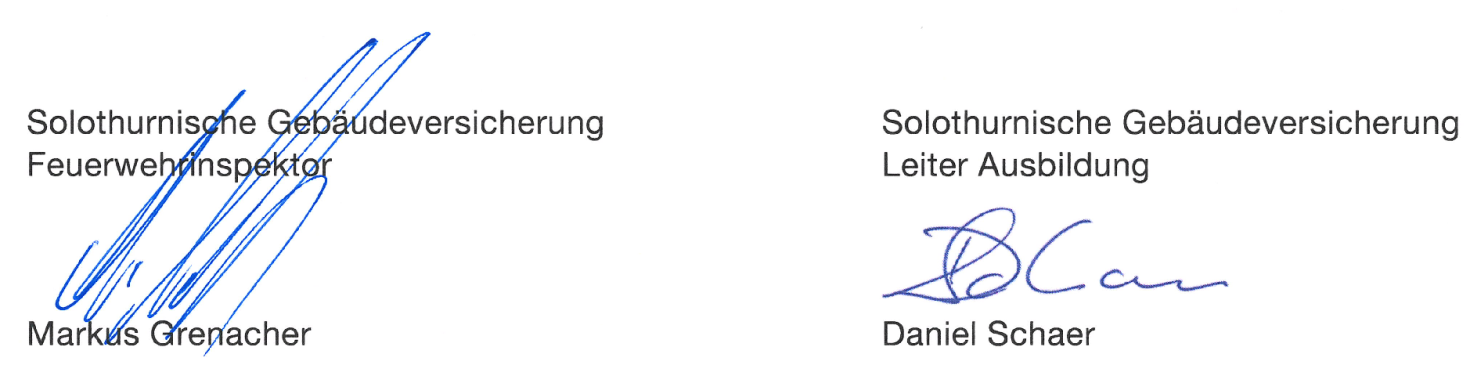 Solothurnische Gebäudeversicherung
Feuerwehrinspektor
Markus Grenacher
Solothurnische Gebäudeversicherung
Leiter Ausbildung
Daniel Schaer